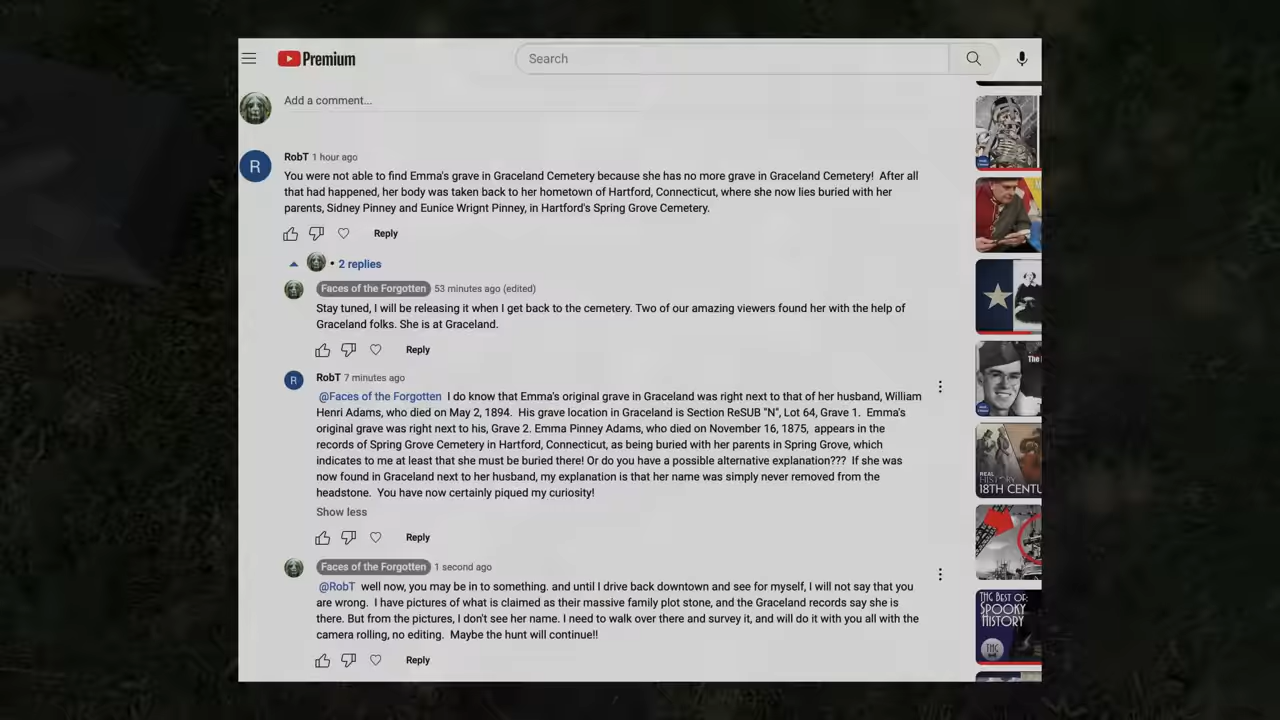 Premium
Search
Add a comment...
R
RobT 1 hour ago
You were not able to find Emma's grave in Graceland Cemetery because she has no more grave in Graceland Cemetery! After all
that had happened, her body was taken back to her hometown of Hartford, Connecticut, where she now lies buried with her
parents, Sidney Pinney and Eunice Wrignt Pinney, in Hartford's Spring Grove Cemetery.
Reply
• 2 replies
Faces of the Forgotten 53 minutes ago (edited)
Stay tuned, I will be releasing it when I get back to the cemetery. Two of our amazing viewers found her with the help of
Graceland folks. She is at Graceland.
Reply
R
RobT 7 minutes ago
@Faces of the Forgotten I do know that Emma's original grave in Graceland was right next to that of her husband, William
Henri Adams, who died on May 2, 1894. His grave location in Graceland is Section ReSUB "N", Lot 64, Grave 1. Emma's
original grave was right next to his, Grave 2. Emma Pinney Adams, who died on November 16, 1875, appears in the
records of Spring Grove Cemetery in Hartford, Connecticut, as being buried with her parents in Spring Grove, which
indicates to me at least that she must be buried there! Or do you have a possible alternative explanation??? If she was
now found in Graceland next to her husband, my explanation is that her name was simply never removed from the
headstone. You have now certainly piqued my curiosity!
Show less
Reply
Faces of the Forgotten 1 second ago
@RobT well now, you may be in to something. and until I drive back downtown and see for myself, I will not say that you
are wrong. I have pictures of what is claimed as their massive family plot stone, and the Graceland records say she is
there. But from the pictures, I don't see her name. I need to walk over there and survey it, and will do it with you all with the
camera rolling, no editing. Maybe the hunt will continue!!
Reply
The
REAL
HISTORY
18TH CENTU
THC BEST OF:
SPOOKY
HISTORY
THC